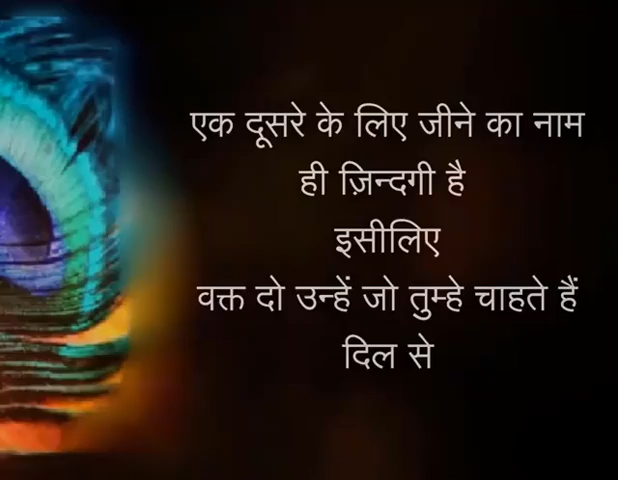 एक दूसरे के लिए जीने का नाम
ही ज़िन्दगी है
इसीलिए
वक्त दो उन्हें जो तुम्हे चाहते हैं
दिल से